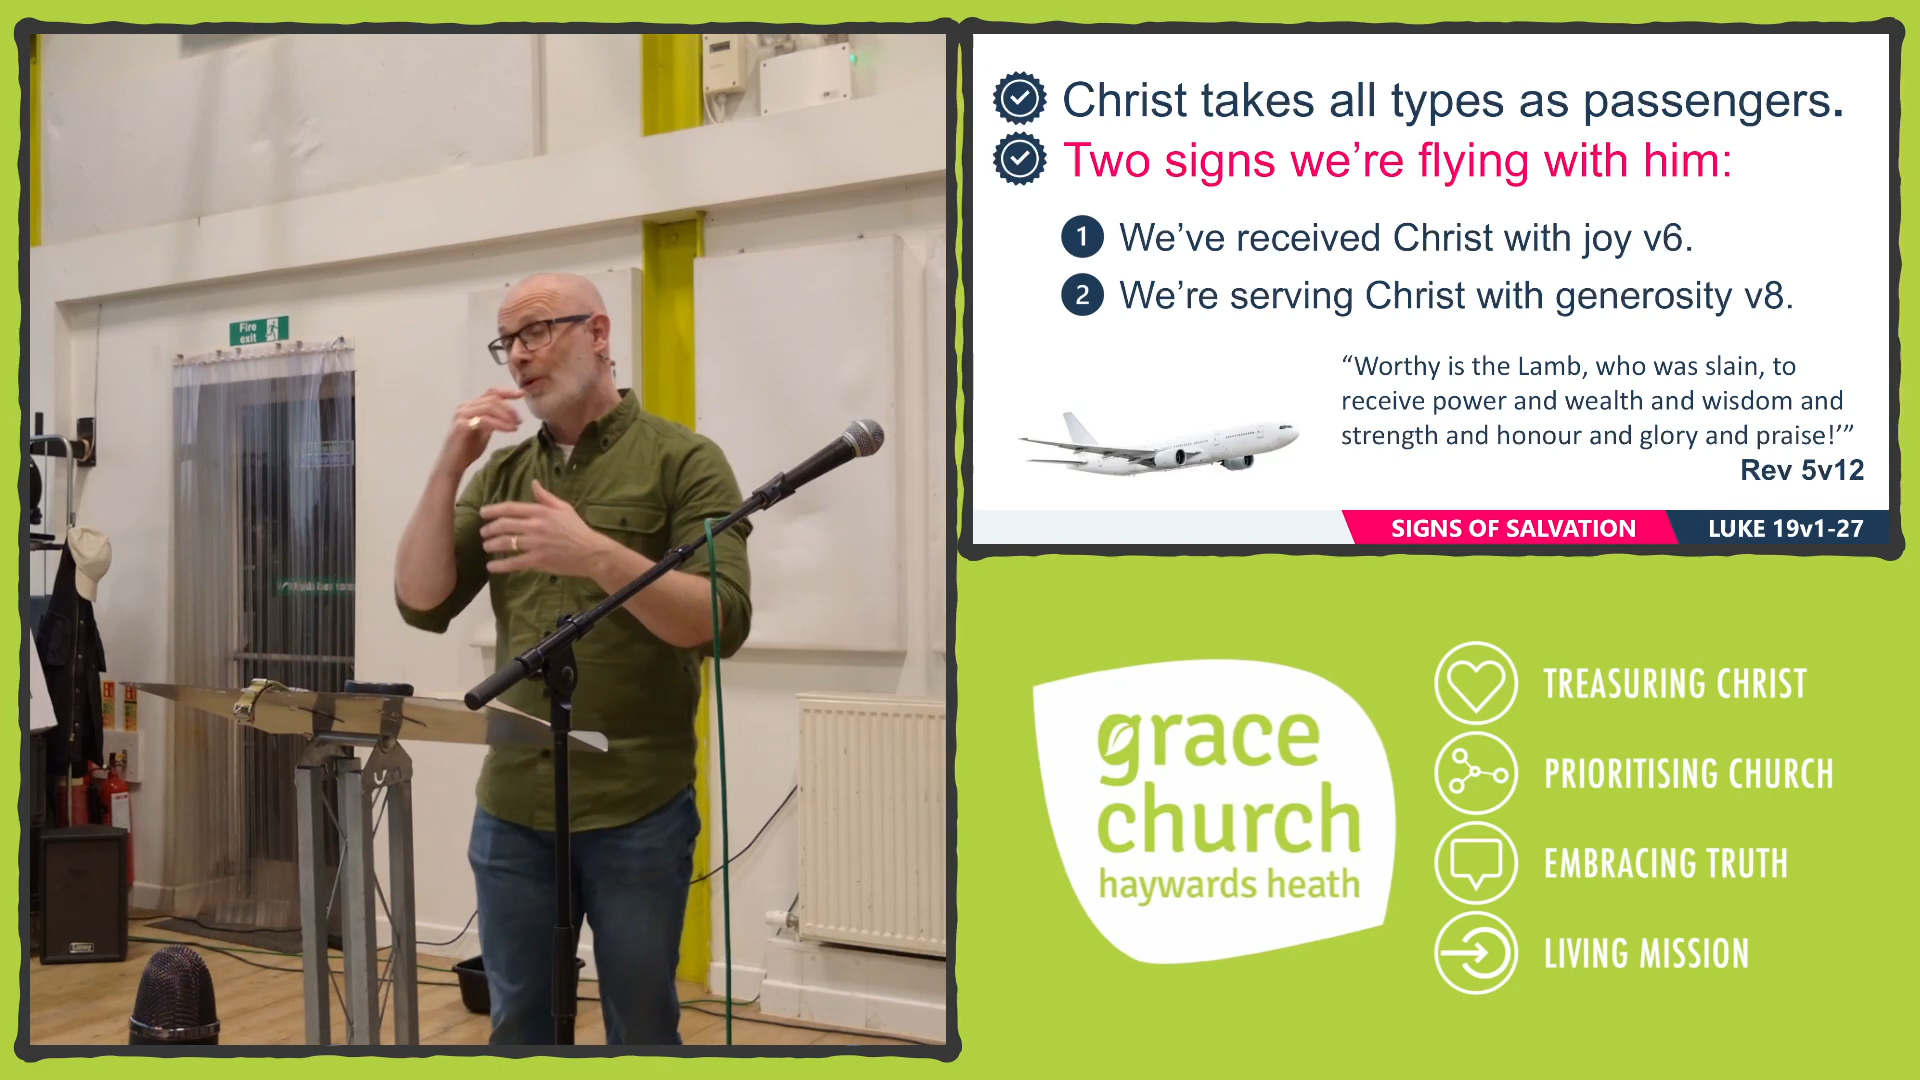 Fire
exit
Christ takes all types as passengers.
Two signs we’re flying with him:
1 We’ve received Christ with joy v6.
2 We’re serving Christ with generosity v8.
“Worthy is the Lamb, who was slain, to
receive power and wealth and wisdom and
strength and honour and glory and praise!’”
Rev 5v12
SIGNS OF SALVATION LUKE 19v1-27
grace
church
haywards heath
TREASURING CHRIST
PRIORITISING CHURCH
EMBRACING TRUTH
LIVING MISSION